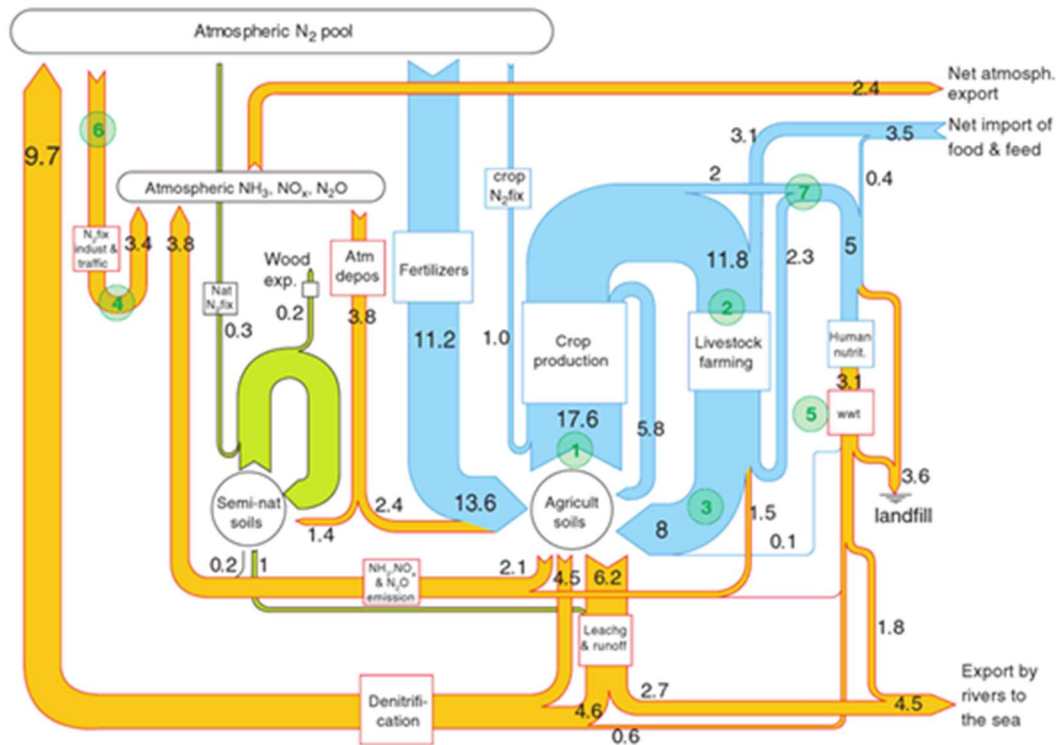 Atmospheric N2 pool
2.4
Net atmosph.
export
3.1
3.5
Net import of
food & feed
6
9.7
Atmospheric NH3, NOx, N2O
crop
N2fix
2
7
0.4
N2fix
indust &
traffic
3.4
3.8
Atm
depos
Fertilizers
11.8
2.3
5
Wood
exp.
4
Nat
N2fix
0.2
0.3
3.8
11.2
1.0
Crop
production
2
Livestock
farming
Human
nutrit.
3.1
17.6
5.8
5
wwt
1
3.6
landfill
Semi-nat
soils
2.4
13.6
Agricult
soils
3
8
1.5
1.4
0.1
0.2
1
NH3,NOx
& N2O
emission
2.1
4.5
6.2
Leachg
& runoff
1.8
2.7
Denitrifi-
cation
4.6
0.6
4.5
Export by
rivers to
the sea